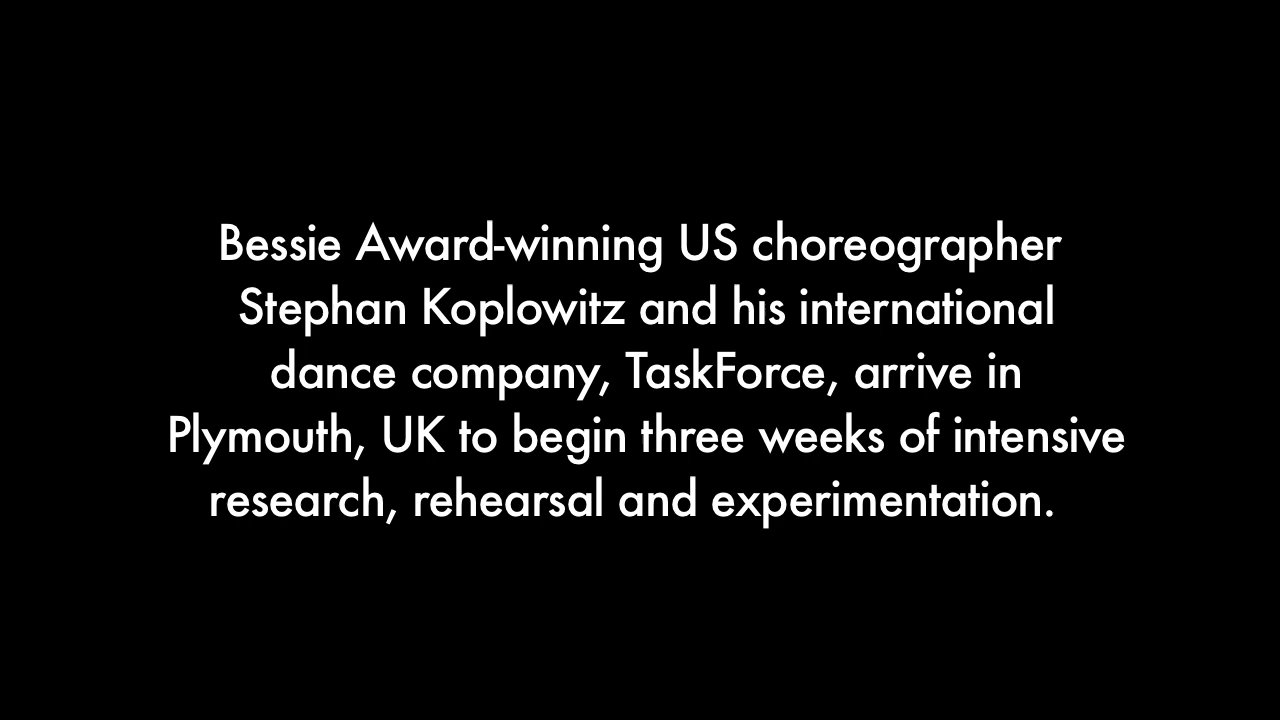 Bessie Award-winning US choreographer
Stephan Koplowitz and his international
dance company, TaskForce, arrive in
Plymouth, UK to begin three weeks of intensive
research, rehearsal and experimentation.